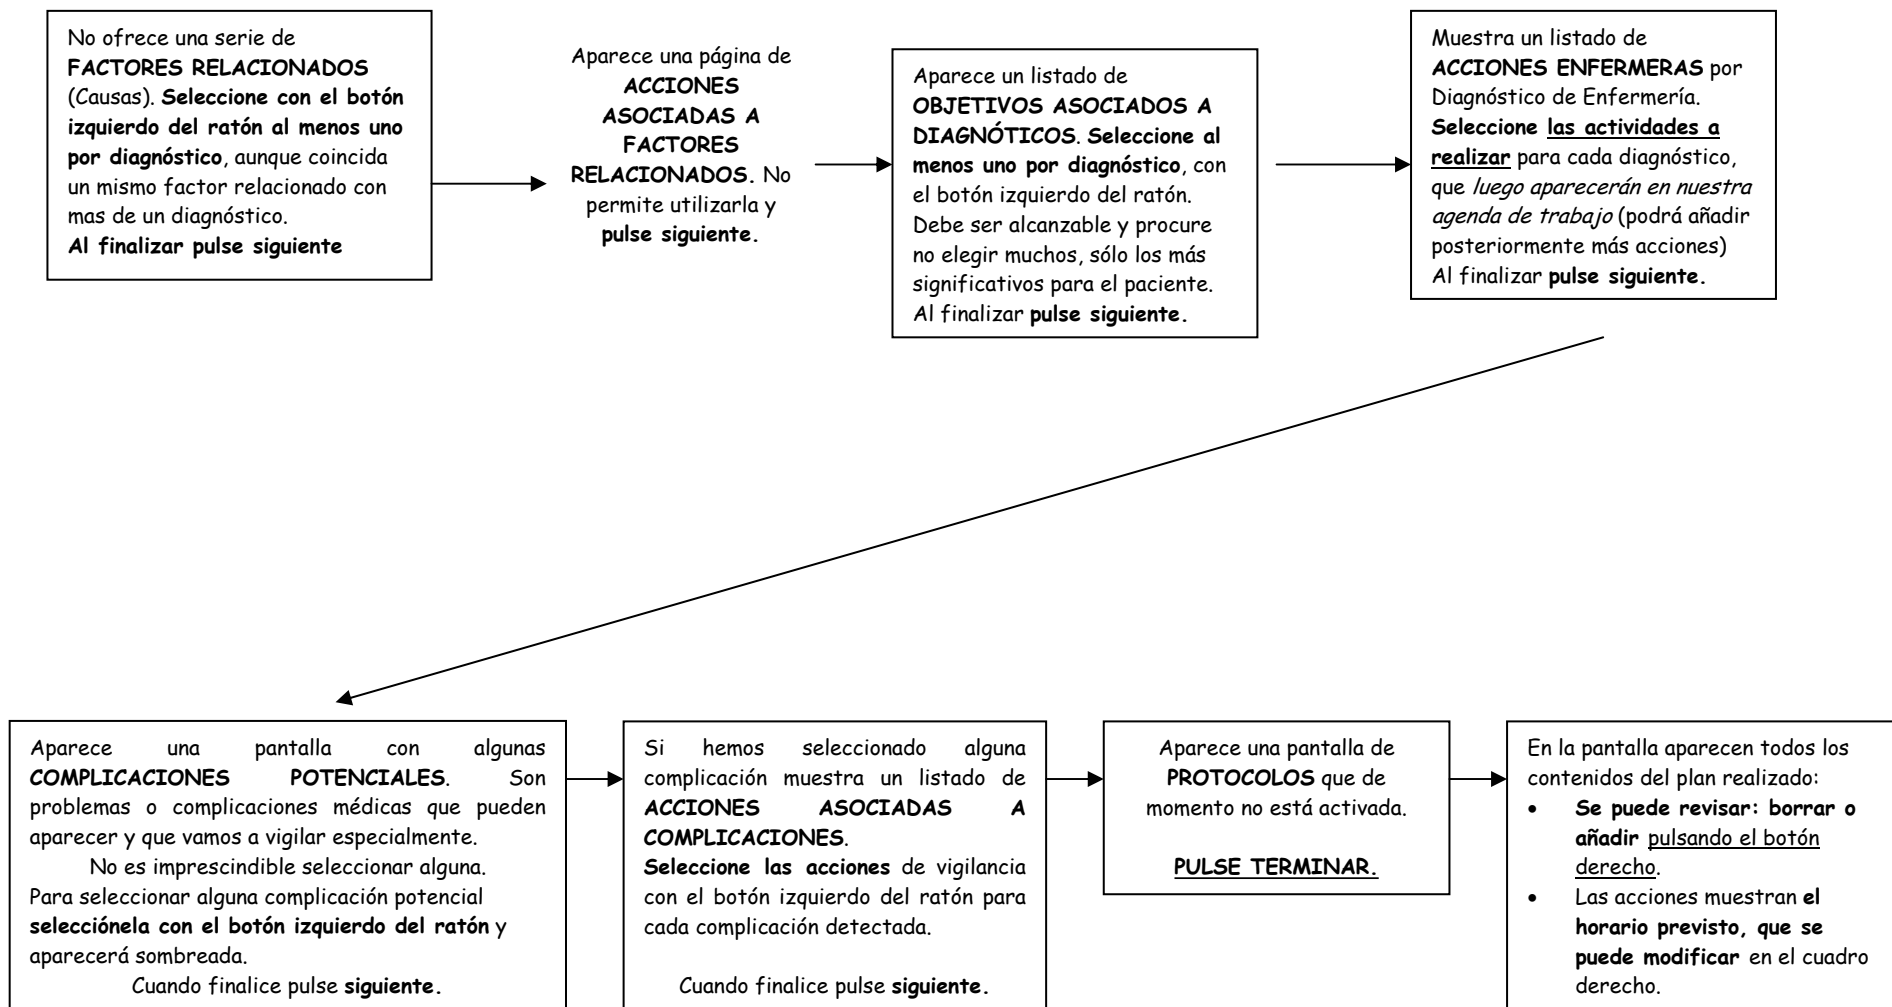 No ofrece una serie de
FACTORES RELACIONADOS
(Causas). Seleccione con el botón
izquierdo del ratón al menos uno
por diagnóstico, aunque coincida
un mismo factor relacionado con
mas de un diagnóstico.
Al finalizar pulse siguiente
Aparece una página de
ACCIONES
ASOCIADAS A
FACTORES
RELACIONADOS. No
permite utilizarla y
pulse siguiente.
Aparece un listado de
OBJETIVOS ASOCIADOS A
DIAGNÓTICOS. Seleccione al
menos uno por diagnóstico, con
el botón izquierdo del ratón.
Debe ser alcanzable y procure
no elegir muchos, sólo los más
significativos para el paciente.
Al finalizar pulse siguiente.
Muestra un listado de
ACCIONES ENFERMERAS por
Diagnóstico de Enfermería.
Seleccione las actividades a
realizar para cada diagnóstico,
que luego aparecerán en nuestra
agenda de trabajo (podrá añadir
posteriormente más acciones)
Al finalizar pulse siguiente.
Aparece una pantalla con algunas
COMPLICACIONES POTENCIALES. Son
problemas o complicaciones médicas que pueden
aparecer y que vamos a vigilar especialmente.
No es imprescindible seleccionar alguna.
Para seleccionar alguna complicación potencial
selecciónela con el botón izquierdo del ratón y
aparecerá sombreada.
Cuando finalice pulse siguiente.
Si hemos seleccionado alguna
complicación muestra un listado de
ACCIONES ASOCIADAS A
COMPLICACIONES.
Seleccione las acciones de vigilancia
con el botón izquierdo del ratón para
cada complicación detectada.
Cuando finalice pulse siguiente.
Aparece una pantalla de
PROTOCOLOS que de
momento no está activada.
PULSE TERMINAR.
En la pantalla aparecen todos los
contenidos del plan realizado:
• Se puede revisar: borrar o
añadir pulsando el botón
derecho.
• Las acciones muestran el
horario previsto, que se
puede modificar en el cuadro
derecho.